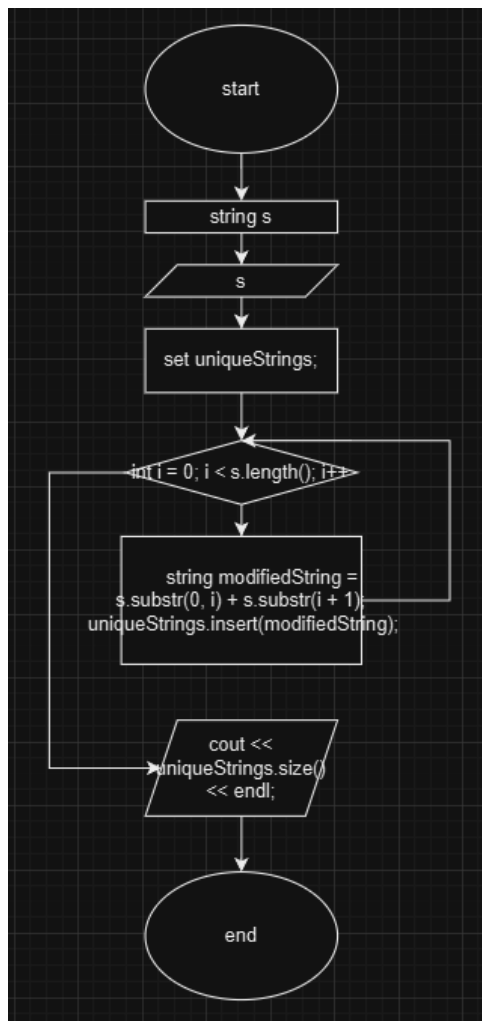 start
string s
s
set uniqueStrings;
int i = 0; i < s.length(); i++
string modifiedString =
s.substr(0, i) + s.substr(i + 1);
uniqueStrings.insert(modifiedString);
cout <<
uniqueStrings.size()
<< endl;
end